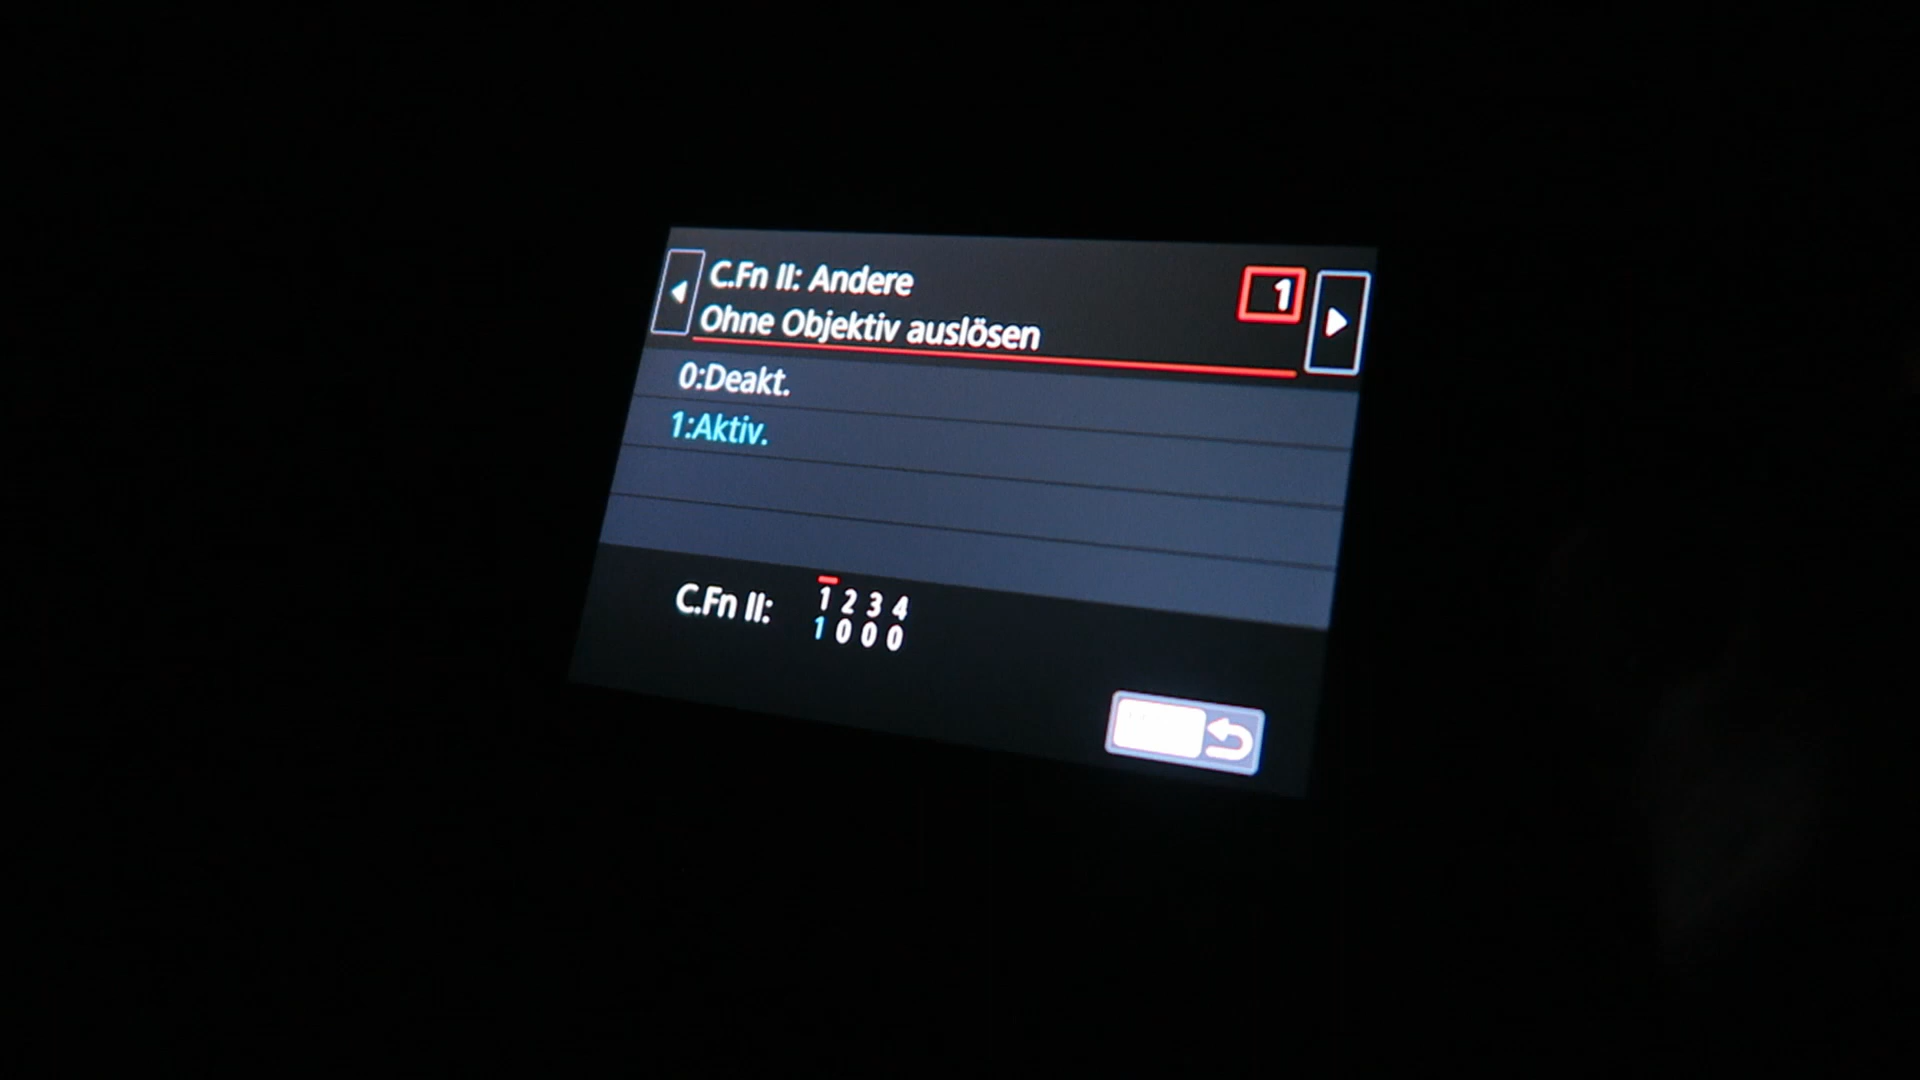 C.Fn II: Andere
1
Ohne Objektiv auslösen
0:Deakt.
1:Aktiv.
C.Fn II: 1 2 3 4
1 0 0 0